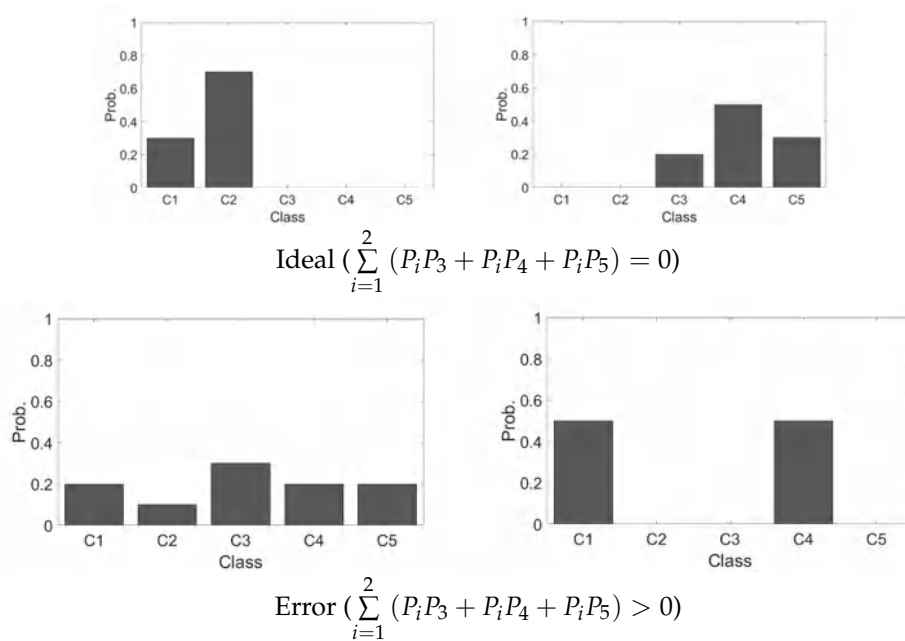 1
0.8
0.6
0.4
0.2
0
Prob.
C1 C2 C3 C4 C5
Class
1
0.8
0.6
0.4
0.2
0
Prob.
C1 C2 C3 C4 C5
Class
Ideal (∑_{i=1}^{2} (P_iP_3 + P_iP_4 + P_iP_5) = 0)
1
0.8
0.6
0.4
0.2
0
Prob.
C1 C2 C3 C4 C5
Class
1
0.8
0.6
0.4
0.2
0
Prob.
C1 C2 C3 C4 C5
Class
Error (∑_{i=1}^{2} (P_iP_3 + P_iP_4 + P_iP_5) > 0)